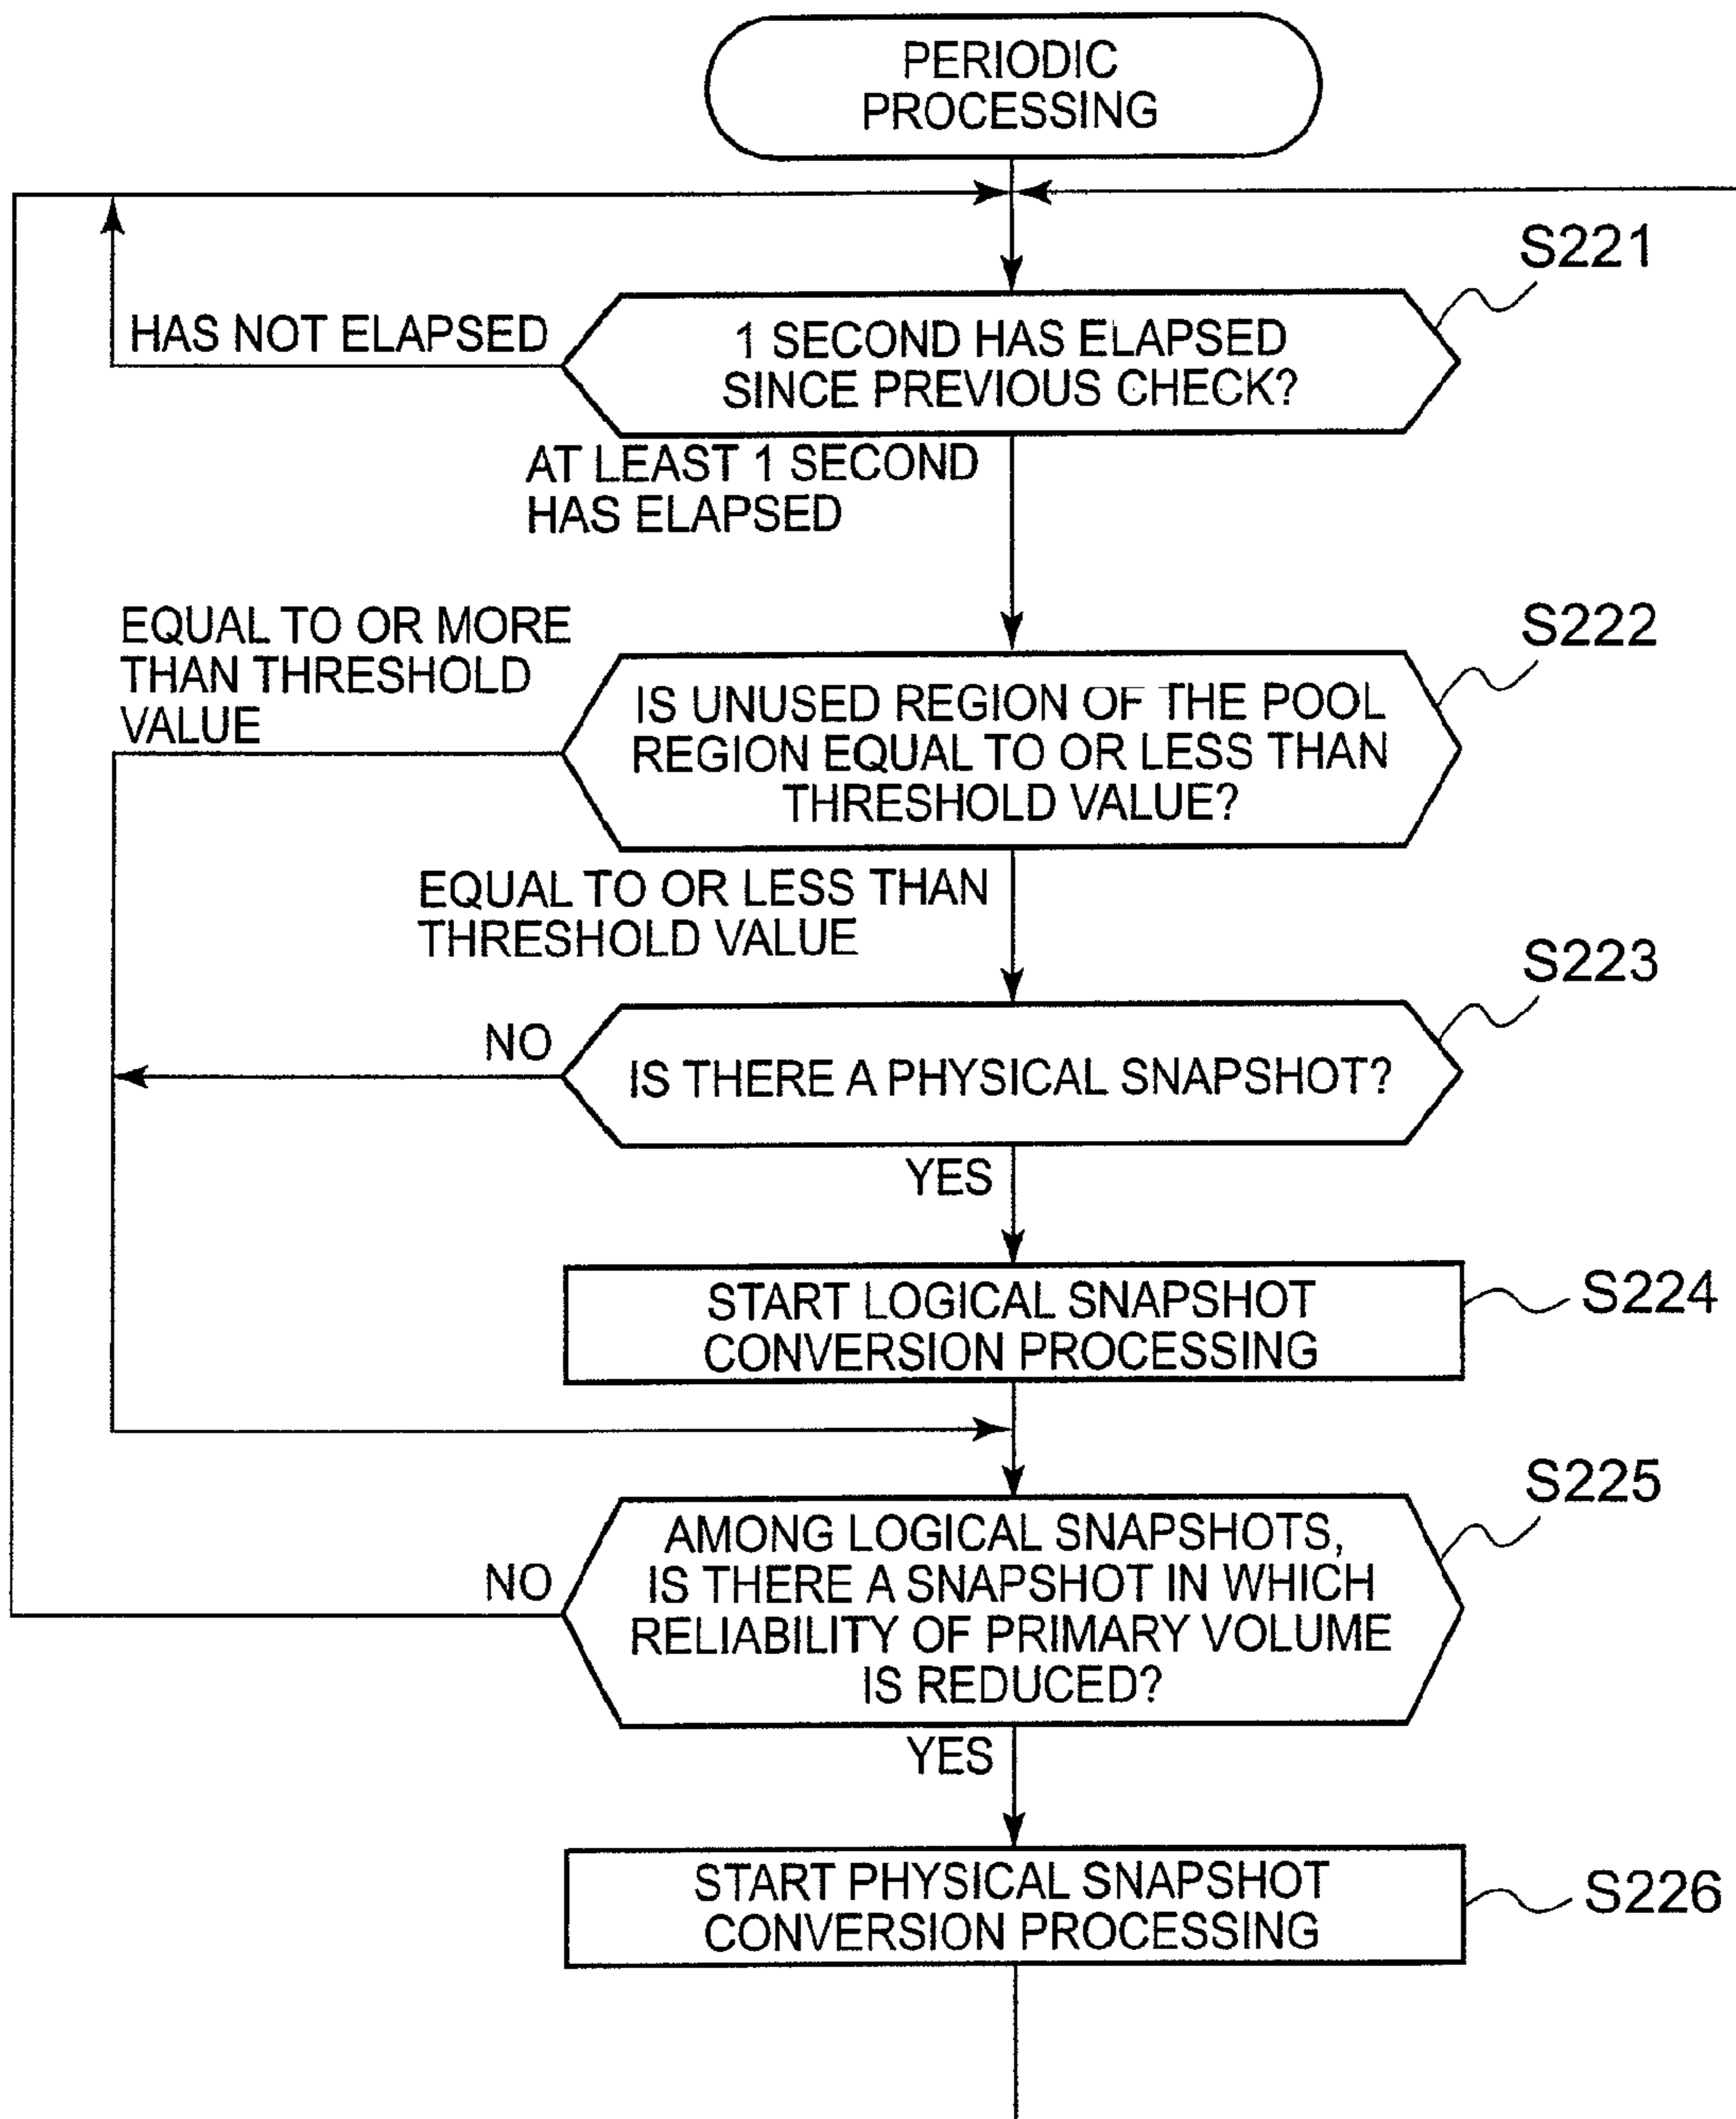 PERIODIC
PROCESSING
S221
HAS NOT ELAPSED
1 SECOND HAS ELAPSED
SINCE PREVIOUS CHECK?
AT LEAST 1 SECOND
HAS ELAPSED
EQUAL TO OR MORE
THAN THRESHOLD
VALUE
S222
IS UNUSED REGION OF THE POOL
REGION EQUAL TO OR LESS THAN
THRESHOLD VALUE?
EQUAL TO OR LESS THAN
THRESHOLD VALUE
S223
NO
IS THERE A PHYSICAL SNAPSHOT?
YES
START LOGICAL SNAPSHOT
CONVERSION PROCESSING
S224
S225
AMONG LOGICAL SNAPSHOTS,
IS THERE A SNAPSHOT IN WHICH
RELIABILITY OF PRIMARY VOLUME
IS REDUCED?
NO
YES
START PHYSICAL SNAPSHOT
CONVERSION PROCESSING
S226